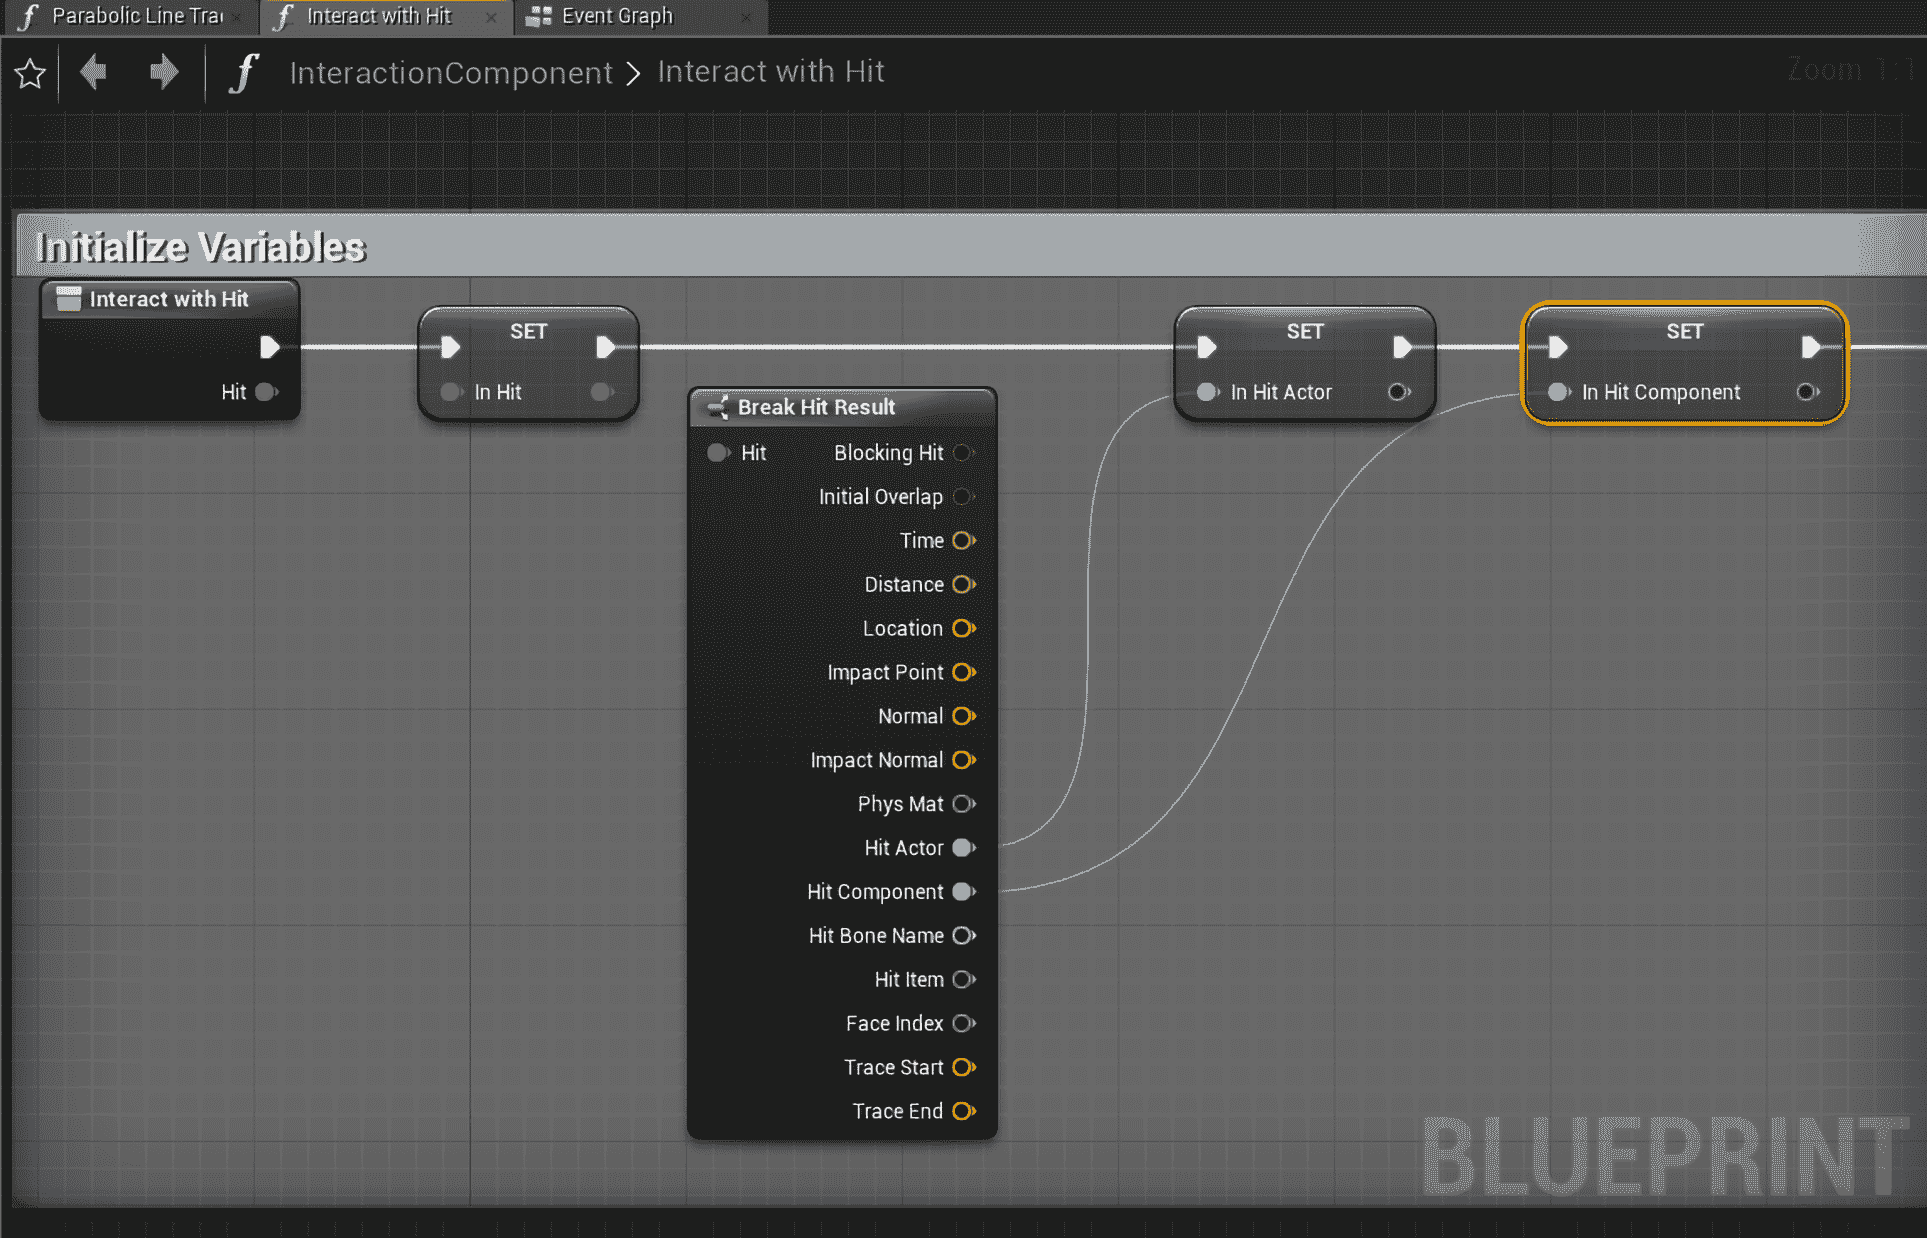 Parabolic Line Tra
Interact with Hit
Event Graph
InteractionComponent > Interact with Hit
Zoom 1:1
Initialize Variables
Interact with Hit
Hit
SET
In Hit
Break Hit Result
Hit
Blocking Hit
Initial Overlap
Time
Distance
Location
Impact Point
Normal
Impact Normal
Phys Mat
Hit Actor
Hit Component
Hit Bone Name
Hit Item
Face Index
Trace Start
Trace End
SET
In Hit Actor
SET
In Hit Component
BLUEPRINT